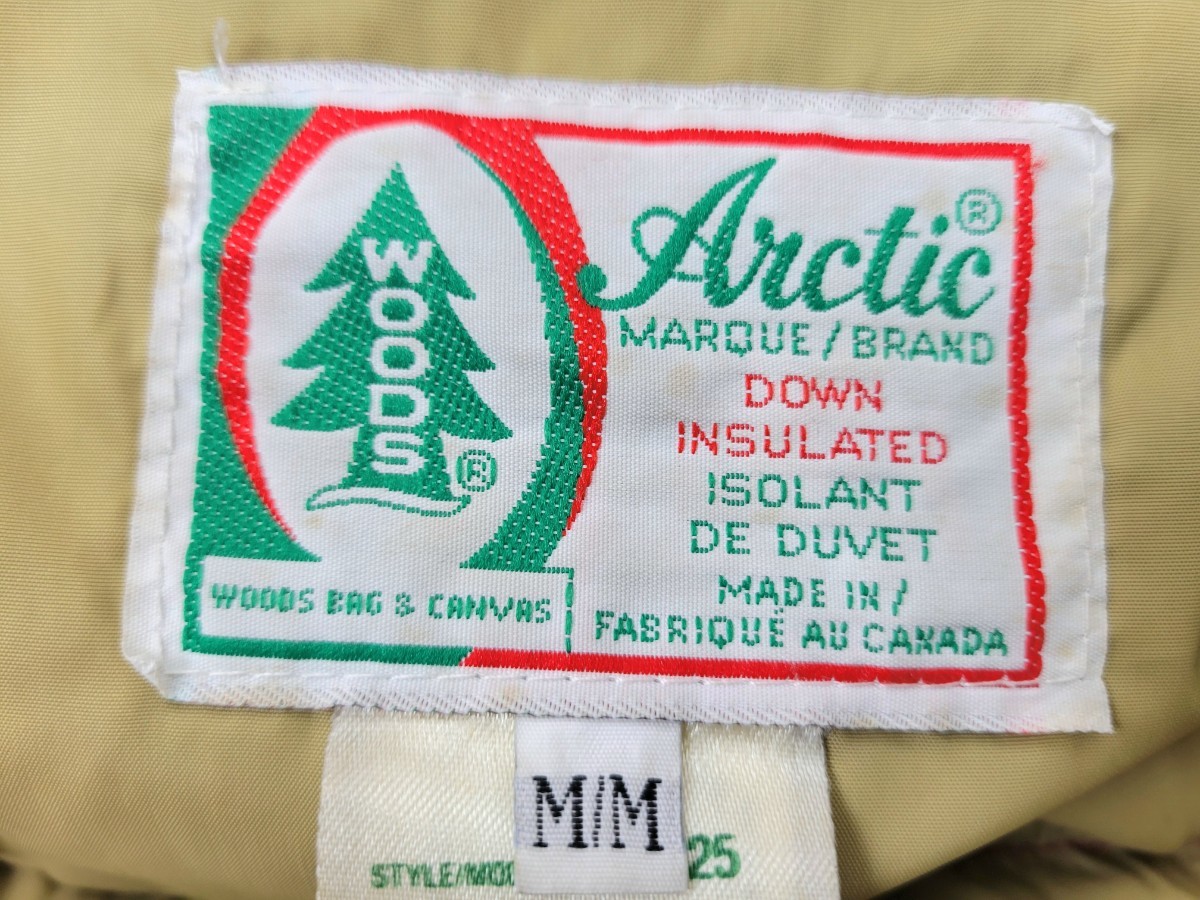 WOODS ®
WOODS BAG & CANVAS
Arctic ®
MARQUE / BRAND
DOWN
INSULATED
ISOLANT
DE DUVET
MADE IN /
FABRIQUÉ AU CANADA
M/M
25